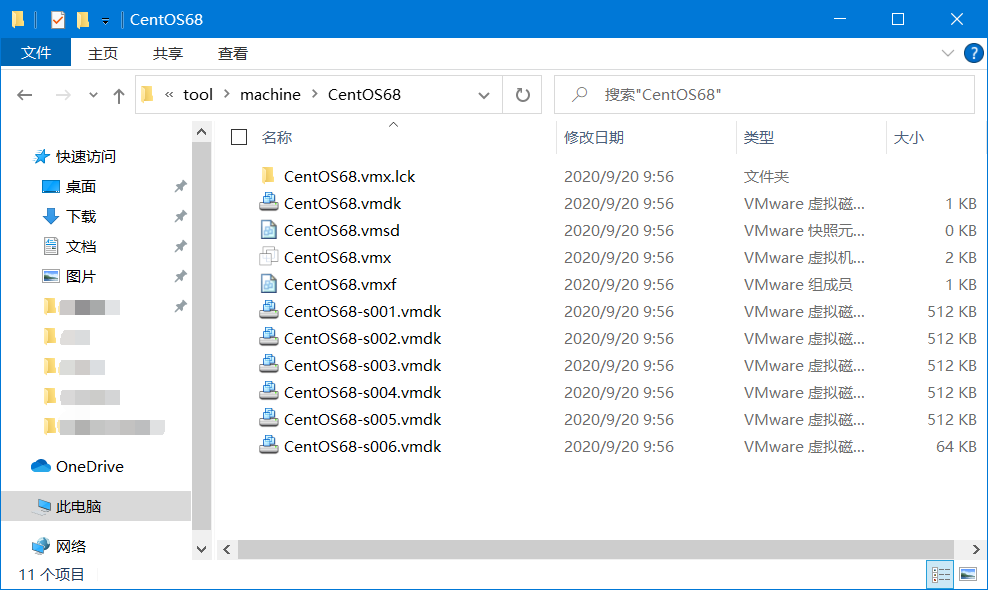 CentOS68
文件 主页 共享 查看
« tool > machine > CentOS68 搜索"CentOS68"
名称 修改日期 类型 大小
快速访问
桌面
下载
文档
图片
OneDrive
此电脑
网络
CentOS68.vmx.lck 2020/9/20 9:56 文件夹
CentOS68.vmdk 2020/9/20 9:56 VMware 虚拟磁... 1 KB
CentOS68.vmsd 2020/9/20 9:56 VMware 快照元... 0 KB
CentOS68.vmx 2020/9/20 9:56 VMware 虚拟机... 2 KB
CentOS68.vmxf 2020/9/20 9:56 VMware 组成员 1 KB
CentOS68-s001.vmdk 2020/9/20 9:56 VMware 虚拟磁... 512 KB
CentOS68-s002.vmdk 2020/9/20 9:56 VMware 虚拟磁... 512 KB
CentOS68-s003.vmdk 2020/9/20 9:56 VMware 虚拟磁... 512 KB
CentOS68-s004.vmdk 2020/9/20 9:56 VMware 虚拟磁... 512 KB
CentOS68-s005.vmdk 2020/9/20 9:56 VMware 虚拟磁... 512 KB
CentOS68-s006.vmdk 2020/9/20 9:56 VMware 虚拟磁... 64 KB
11 个项目